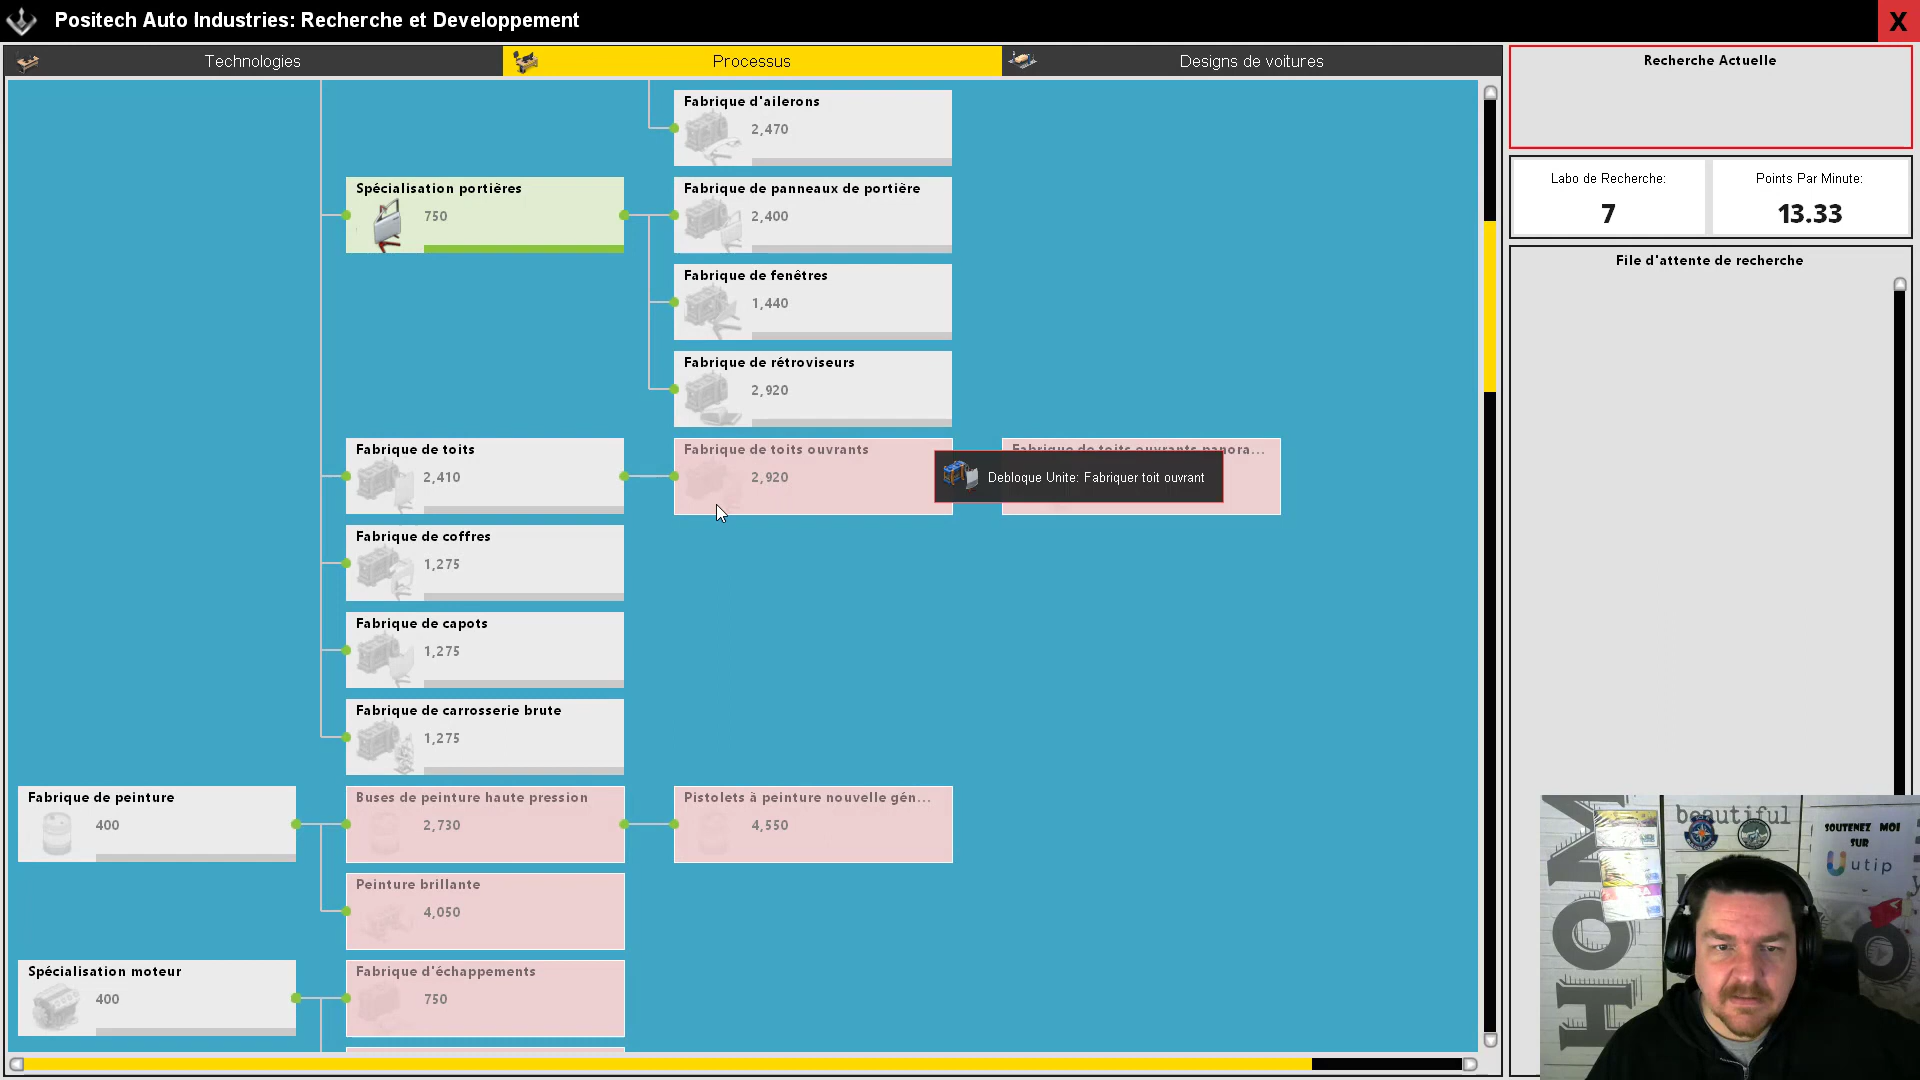 Positech Auto Industries: Recherche et Developpement
X
Technologies
Processus
Designs de voitures
Recherche Actuelle
Labo de Recherche:
7
Points Par Minute:
13.33
File d'attente de recherche
Fabrique d'ailerons
2,470
Spécialisation portières
750
Fabrique de panneaux de portière
2,400
Fabrique de fenêtres
1,440
Fabrique de rétroviseurs
2,920
Fabrique de toits
2,410
Fabrique de toits ouvrants
2,920
Fabrique de toits ouvrants panora...
Debloque Unite: Fabriquer toit ouvrant
Fabrique de coffres
1,275
Fabrique de capots
1,275
Fabrique de carrosserie brute
1,275
Fabrique de peinture
400
Buses de peinture haute pression
2,730
Pistolets à peinture nouvelle gén...
4,550
Peinture brillante
4,050
Spécialisation moteur
400
Fabrique d'échappements
750
beautiful
HOM
SOUTENEZ MOI
SUR
Utip